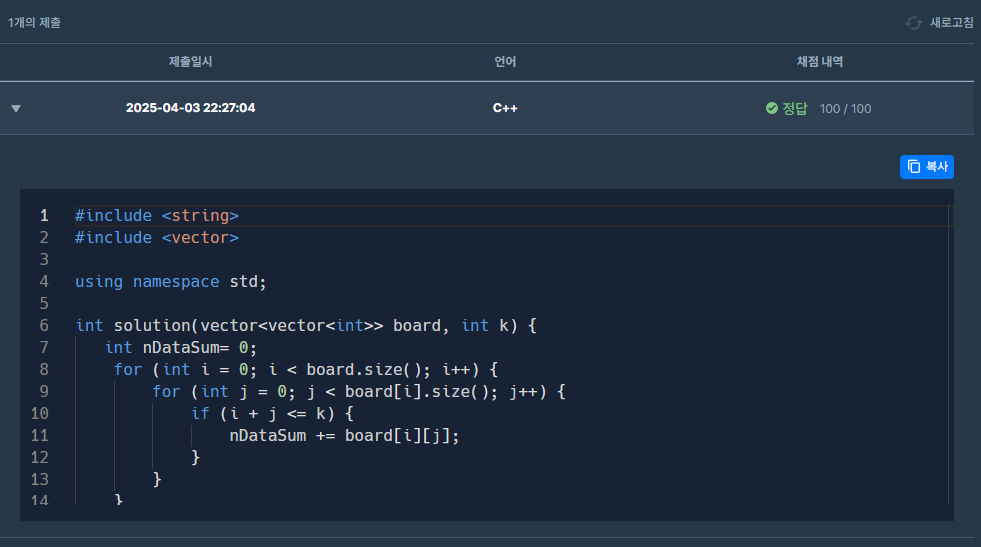 1개의 제출 새로고침
제출일시 언어 채점 내역
2025-04-03 22:27:04 C++ 정답 100 / 100
복사
1 #include <string>
2 #include <vector>
3
4 using namespace std;
5
6 int solution(vector<vector<int>> board, int k) {
7    int nDataSum= 0;
8     for (int i = 0; i < board.size(); i++) {
9         for (int j = 0; j < board[i].size(); j++) {
10             if (i + j <= k) {
11                 nDataSum += board[i][j];
12             }
13         }
14     }